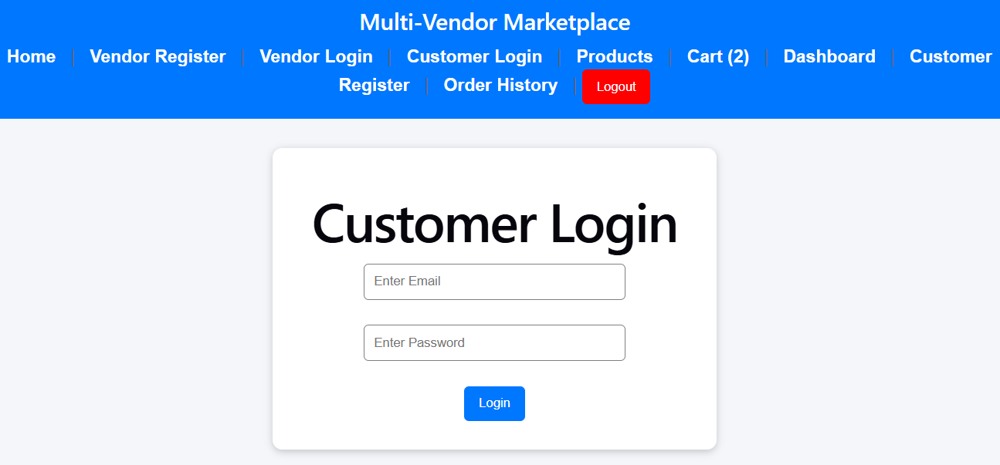 Multi-Vendor Marketplace
Home | Vendor Register | Vendor Login | Customer Login | Products | Cart (2) | Dashboard | Customer
Register | Order History | Logout
Customer Login
Enter Email
Enter Password
Login